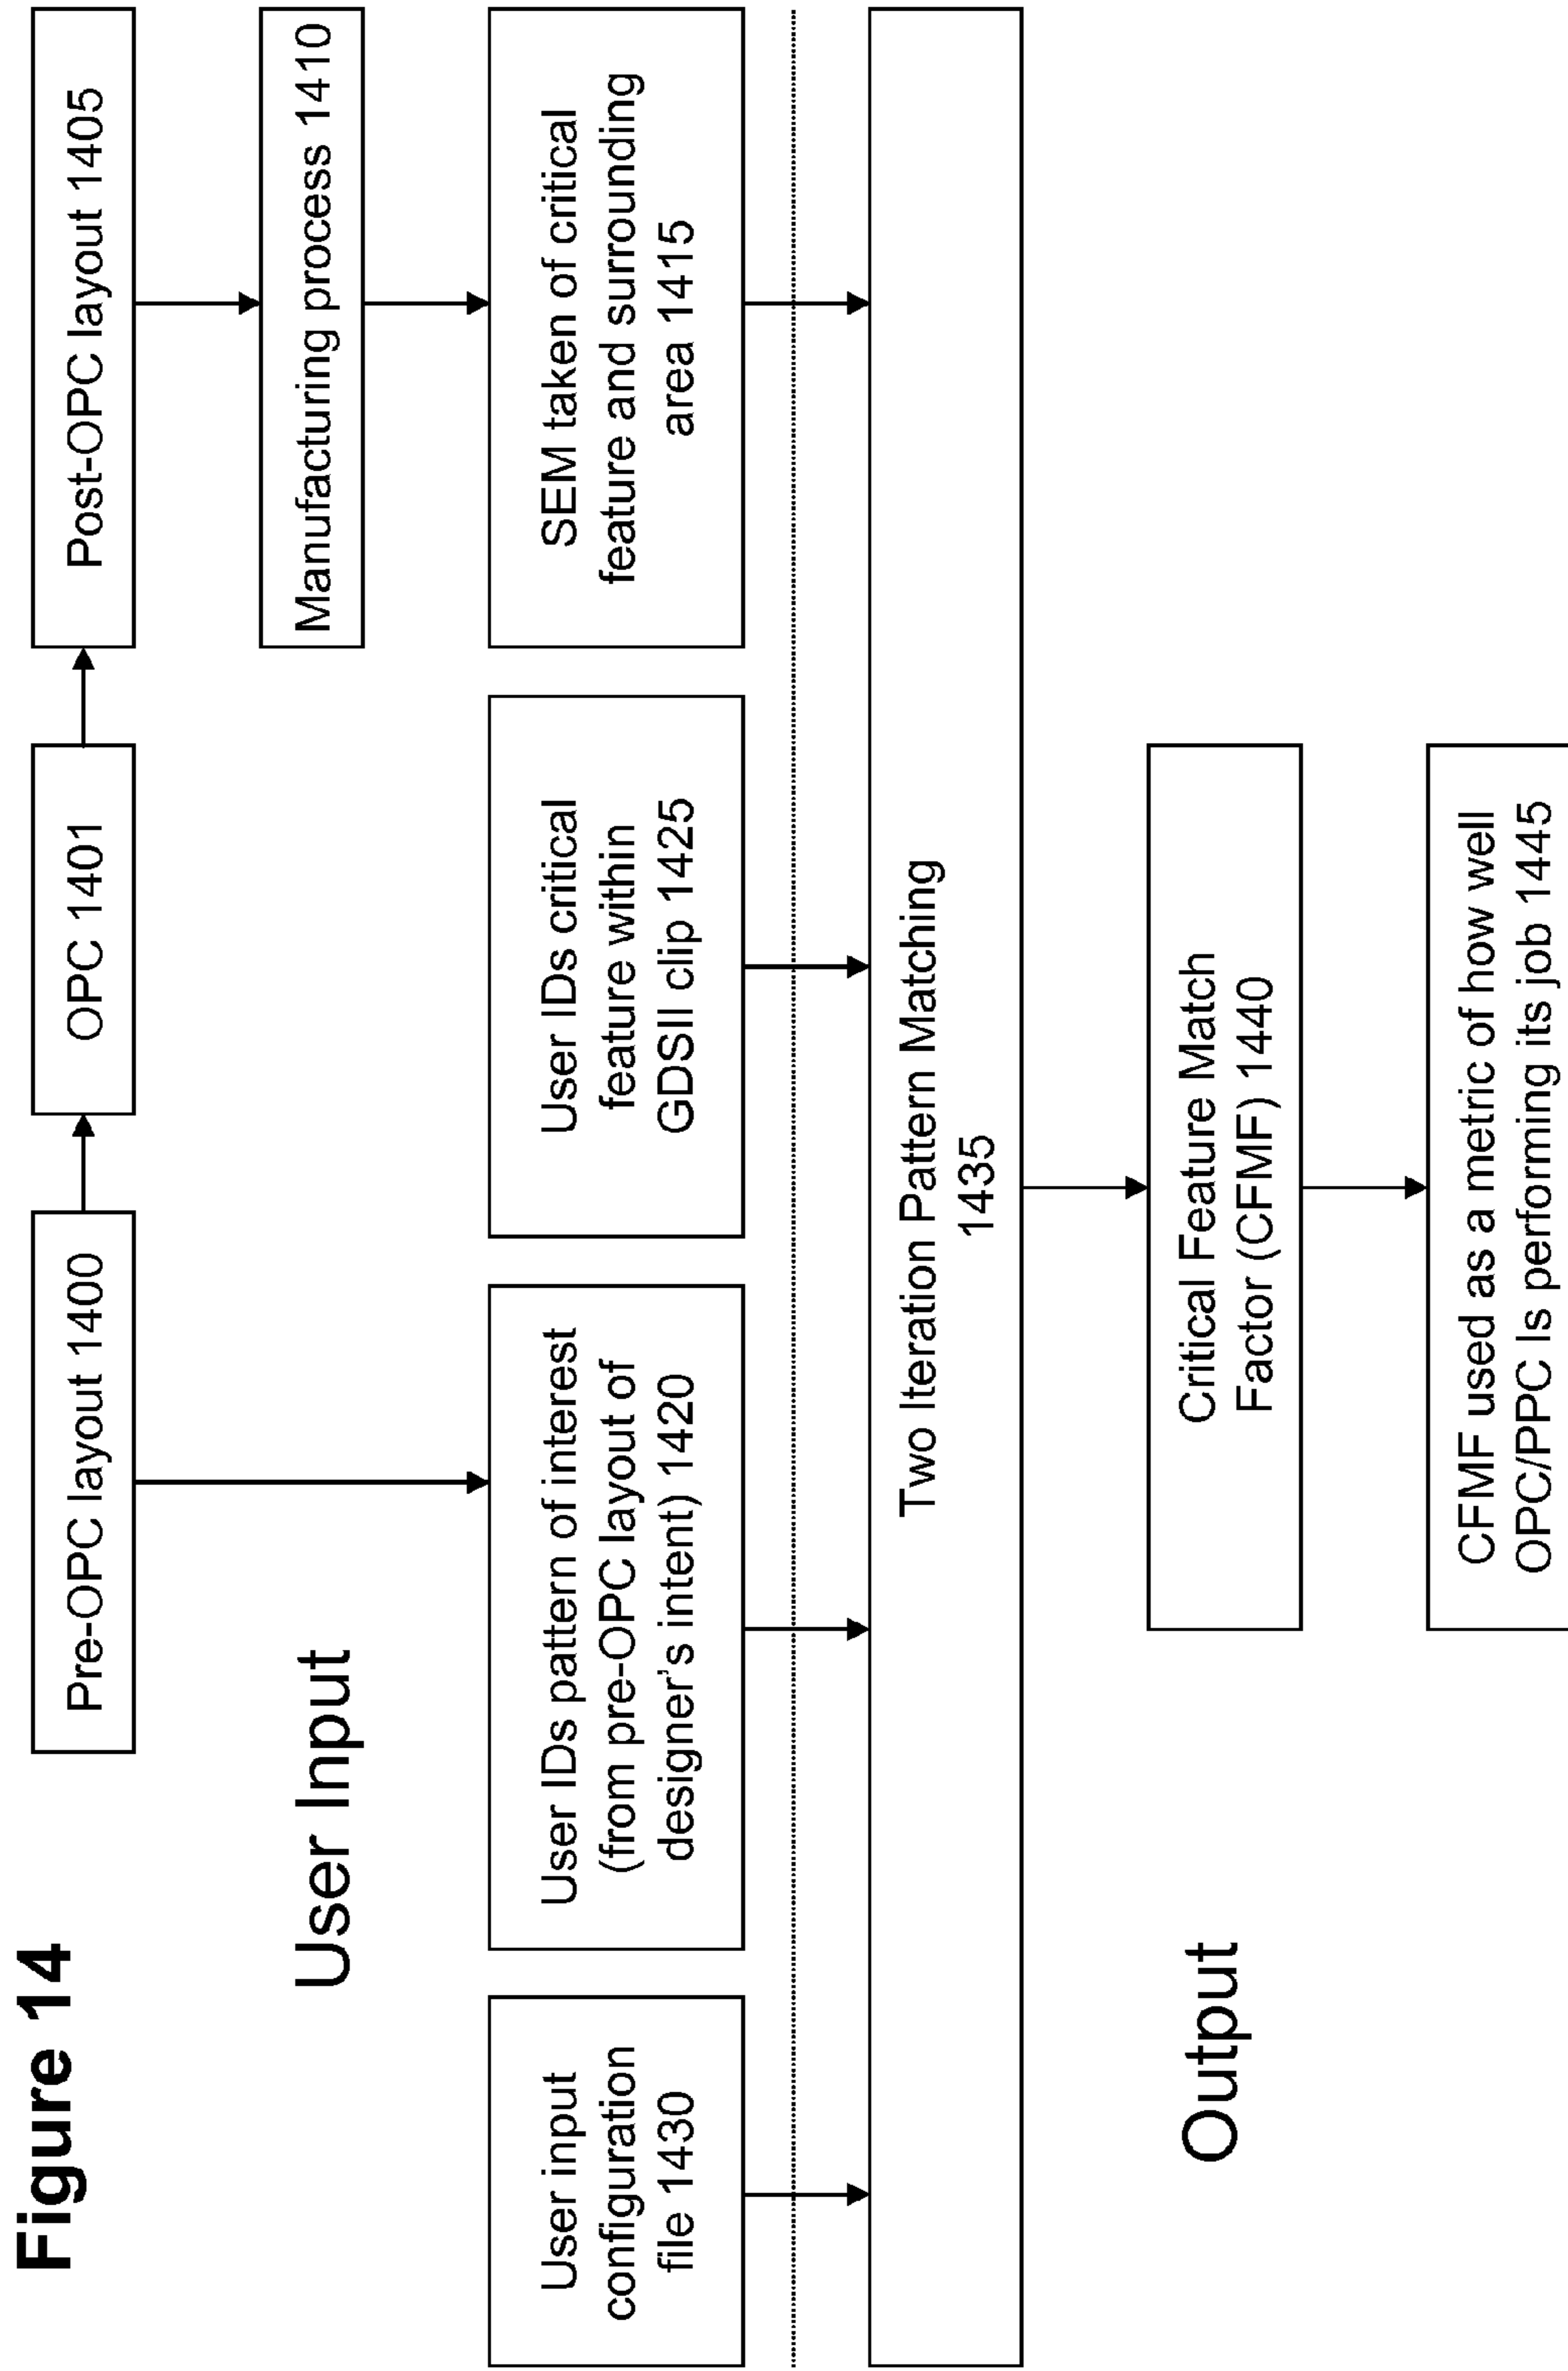 Figure 14
Pre-OPC layout 1400
OPC 1401
Post-OPC layout 1405
User Input
Manufacturing process 1410
User input
configuration
file 1430
User IDs pattern of interest
(from pre-OPC layout of
designer's intent) 1420
User IDs critical
feature within
GDSII clip 1425
SEM taken of critical
feature and surrounding
area 1415
Two Iteration Pattern Matching
1435
Output
Critical Feature Match
Factor (CFMF) 1440
CFMF used as a metric of how well
OPC/PPC Is performing its job 1445